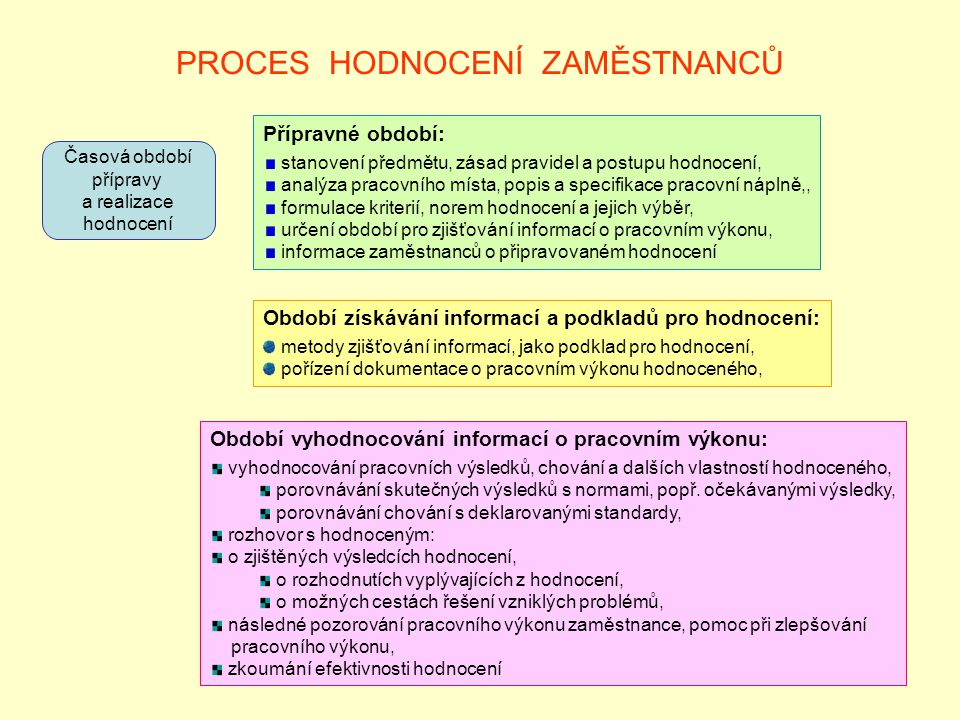 PROCES HODNOCENÍ ZAMĚSTNANCŮ
Časová období
přípravy
a realizace
hodnocení
Přípravné období:
stanovení předmětu, zásad pravidel a postupu hodnocení,
analýza pracovního místa, popis a specifikace pracovní náplně,,
formulace kriterií, norem hodnocení a jejich výběr,
určení období pro zjišťování informací o pracovním výkonu,
informace zaměstnanců o připravovaném hodnocení
Období získávání informací a podkladů pro hodnocení:
metody zjišťování informací, jako podklad pro hodnocení,
pořízení dokumentace o pracovním výkonu hodnoceného,
Období vyhodnocování informací o pracovním výkonu:
vyhodnocování pracovních výsledků, chování a dalších vlastností hodnoceného,
porovnávání skutečných výsledků s normami, popř. očekávanými výsledky,
porovnávání chování s deklarovanými standardy,
rozhovor s hodnoceným:
o zjištěných výsledcích hodnocení,
o rozhodnutích vyplývajících z hodnocení,
o možných cestách řešení vzniklých problémů,
následné pozorování pracovního výkonu zaměstnance, pomoc při zlepšování
pracovního výkonu,
zkoumání efektivnosti hodnocení